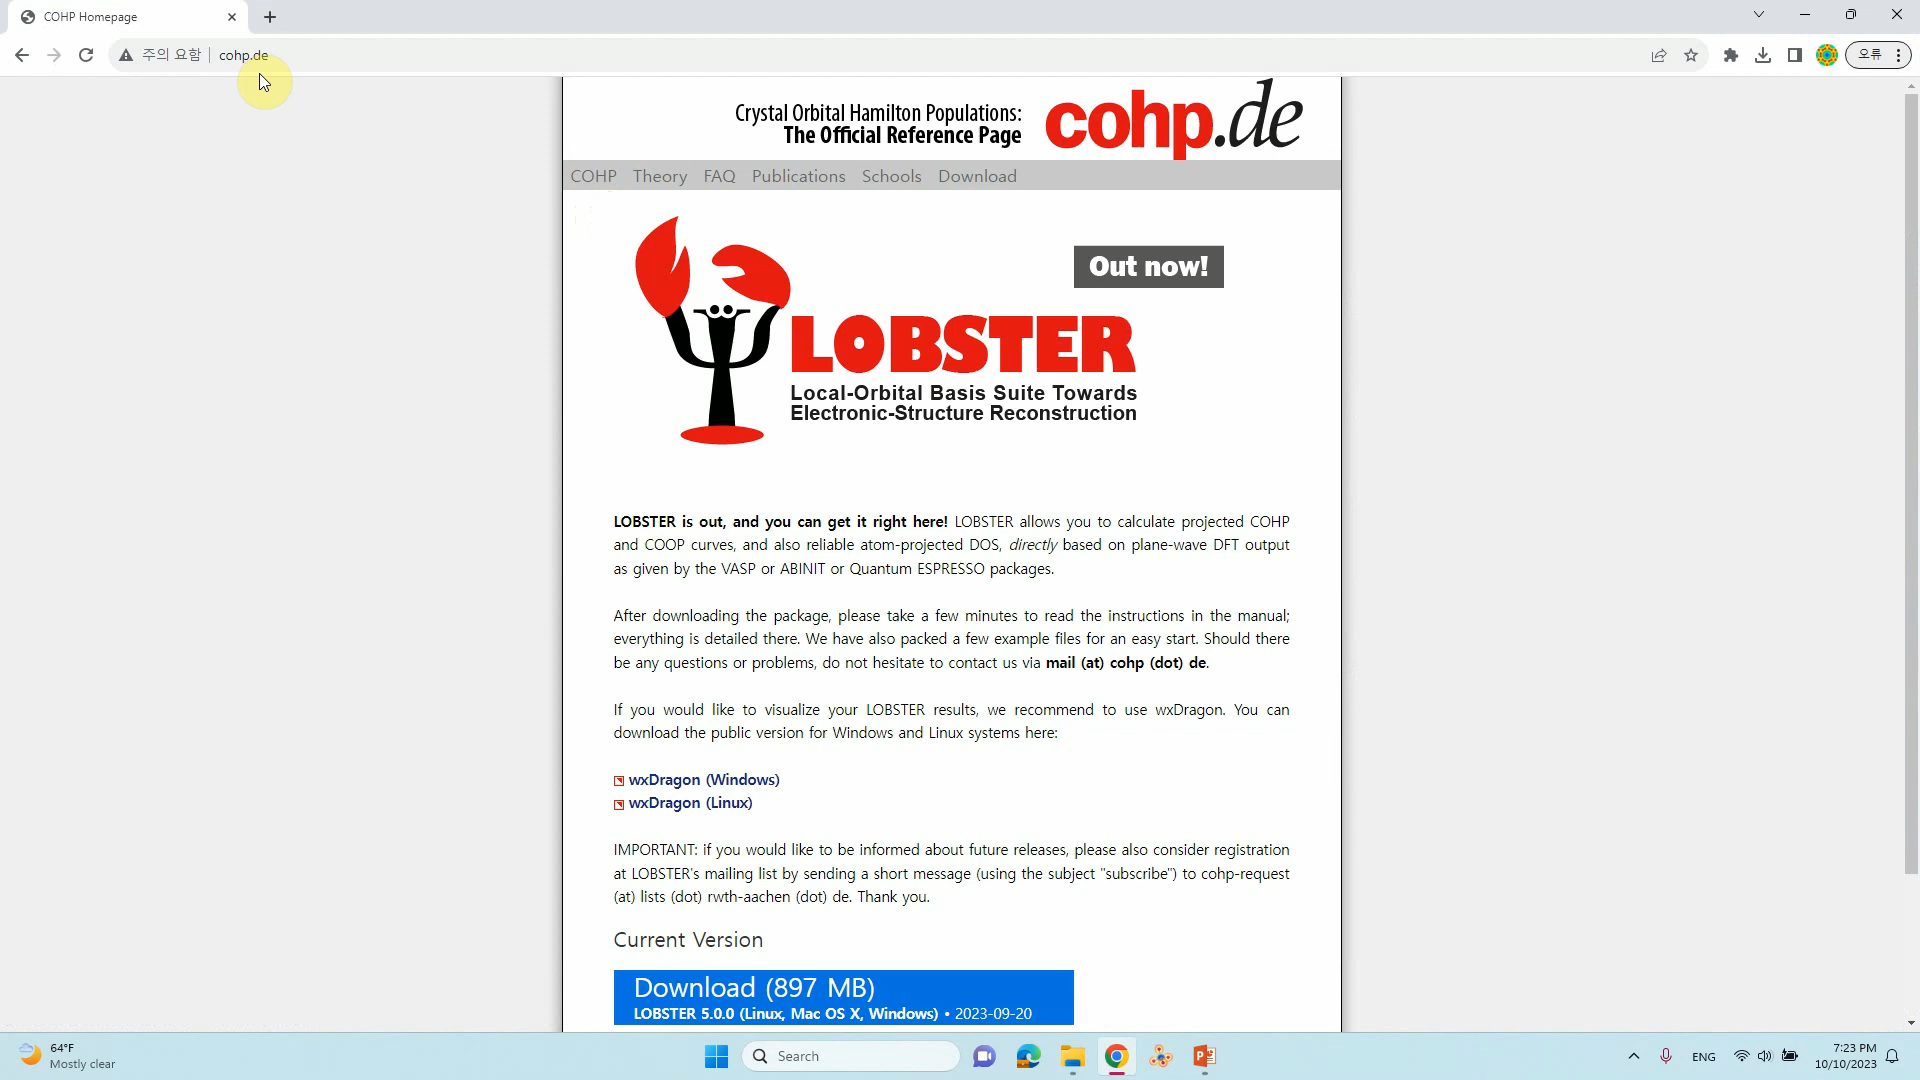 COHP Homepage
주의 요함 cohp.de
오류
Crystal Orbital Hamilton Populations:
The Official Reference Page
cohp.de
COHP Theory FAQ Publications Schools Download
Out now!
LOBSTER
Local-Orbital Basis Suite Towards
Electronic-Structure Reconstruction
LOBSTER is out, and you can get it right here! LOBSTER allows you to calculate projected COHP
and COOP curves, and also reliable atom-projected DOS, directly based on plane-wave DFT output
as given by the VASP or ABINIT or Quantum ESPRESSO packages.
After downloading the package, please take a few minutes to read the instructions in the manual;
everything is detailed there. We have also packed a few example files for an easy start. Should there
be any questions or problems, do not hesitate to contact us via mail (at) cohp (dot) de.
If you would like to visualize your LOBSTER results, we recommend to use wxDragon. You can
download the public version for Windows and Linux systems here:
wxDragon (Windows)
wxDragon (Linux)
IMPORTANT: if you would like to be informed about future releases, please also consider registration
at LOBSTER's mailing list by sending a short message (using the subject "subscribe") to cohp-request
(at) lists (dot) rwth-aachen (dot) de. Thank you.
Current Version
Download (897 MB)
LOBSTER 5.0.0 (Linux, Mac OS X, Windows) • 2023-09-20
64°F
Mostly clear
Search
ENG
7:23 PM
10/10/2023